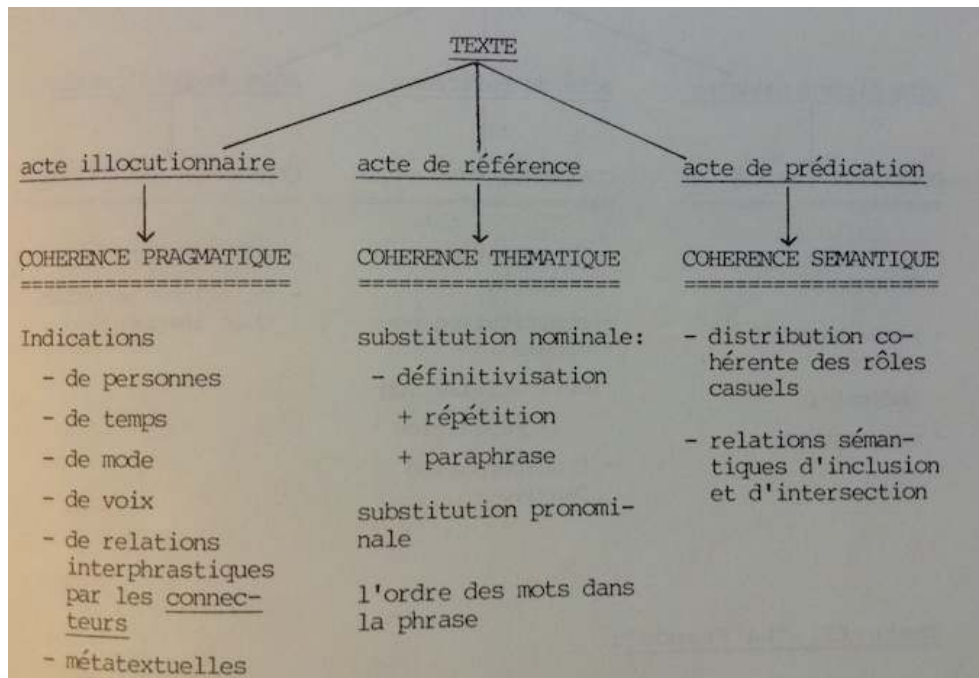 TEXTE
acte illocutionnaire
COHERENCE PRAGMATIQUE
=====================
Indications
- de personnes
- de temps
- de mode
- de voix
- de relations
interphrastiques
par les connec-
teurs
- métatextuelles
acte de référence
COHERENCE THEMATIQUE
====================
substitution nominale:
- définitivisation
+ répétition
+ paraphrase
substitution pronomi-
nale
l'ordre des mots dans
la phrase
acte de prédication
COHERENCE SEMANTIQUE
====================
- distribution co-
hérente des rôles
casuels
- relations séman-
tiques d'inclusion
et d'intersection